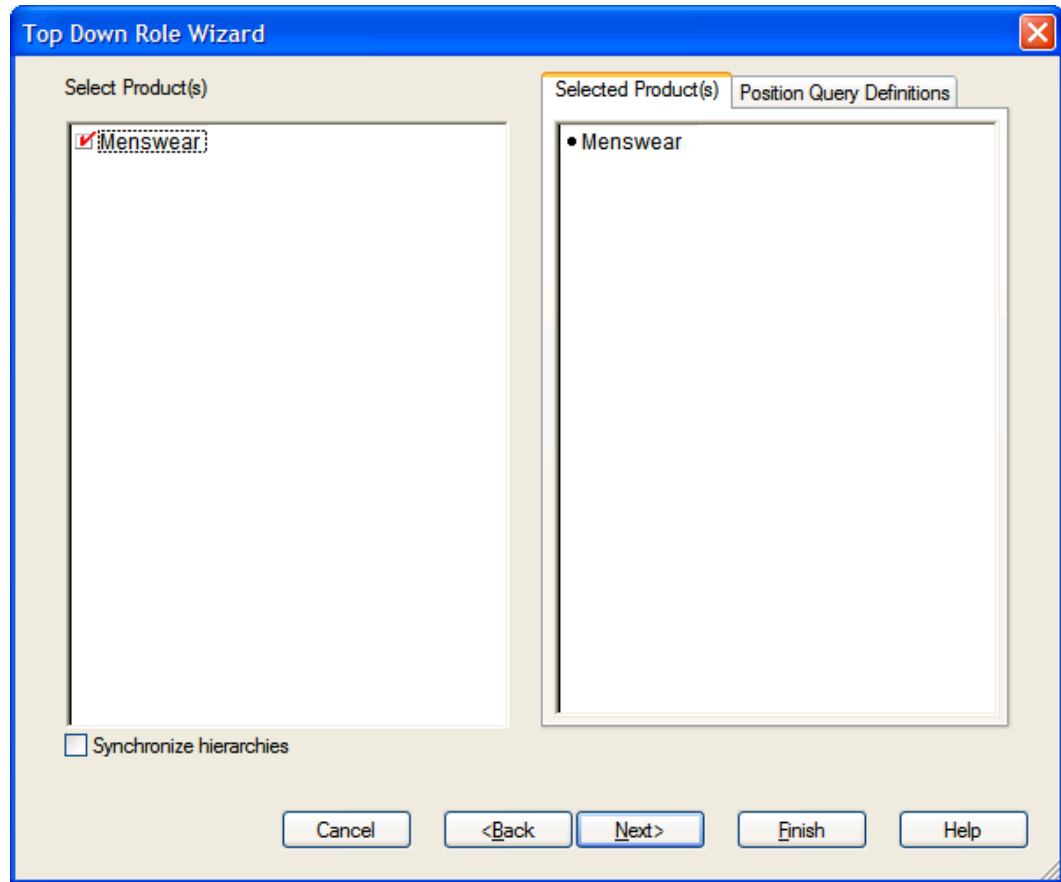 Top Down Role Wizard
Select Product(s)
Menswear
Selected Product(s)
Position Query Definitions
• Menswear
Synchronize hierarchies
Cancel
<Back
Next>
Finish
Help